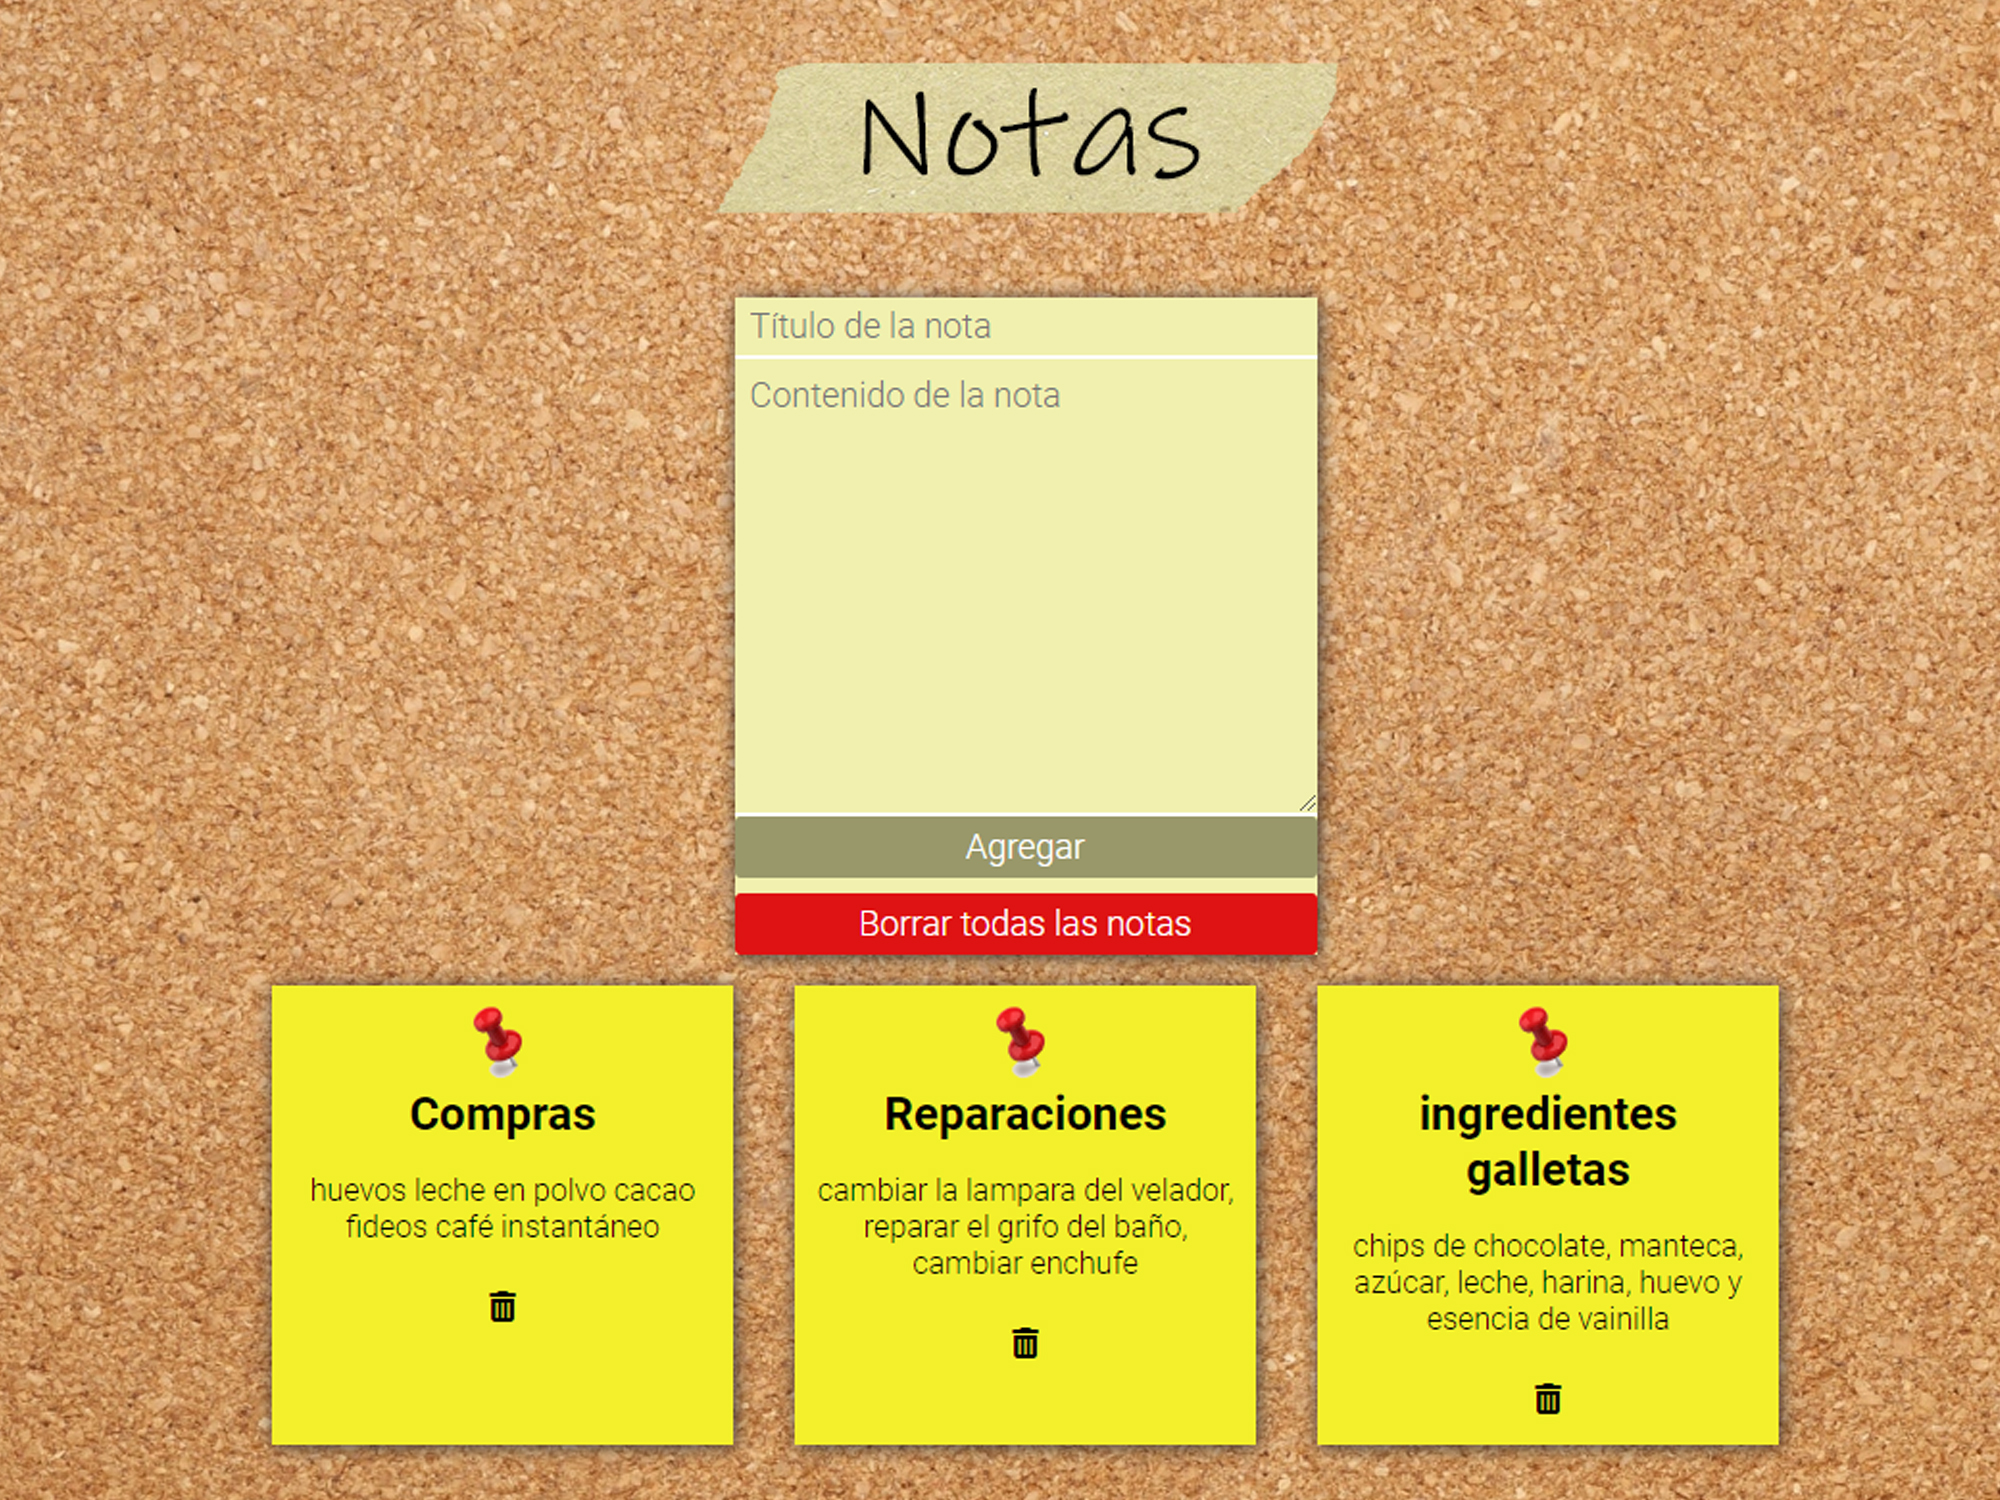 Notas
Título de la nota
Contenido de la nota
Agregar
Borrar todas las notas
Compras
huevos leche en polvo cacao
fideos café instantáneo
Reparaciones
cambiar la lampara del velador,
reparar el grifo del baño,
cambiar enchufe
ingredientes
galletas
chips de chocolate, manteca,
azúcar, leche, harina, huevo y
esencia de vainilla